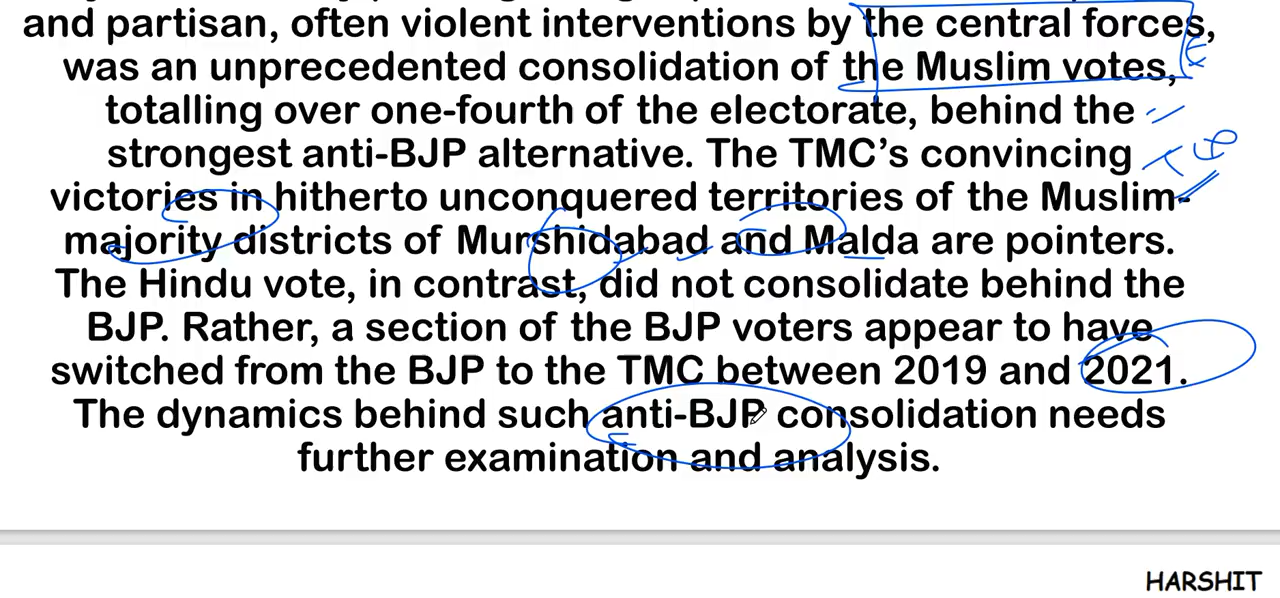 and partisan, often violent interventions by the central forces,
was an unprecedented consolidation of the Muslim votes,
totalling over one-fourth of the electorate, behind the
strongest anti-BJP alternative. The TMC’s convincing
victories in hitherto unconquered territories of the Muslim-
majority districts of Murshidabad and Malda are pointers.
The Hindu vote, in contrast, did not consolidate behind the
BJP. Rather, a section of the BJP voters appear to have
switched from the BJP to the TMC between 2019 and 2021.
The dynamics behind such anti-BJP consolidation needs
further examination and analysis.
HARSHIT